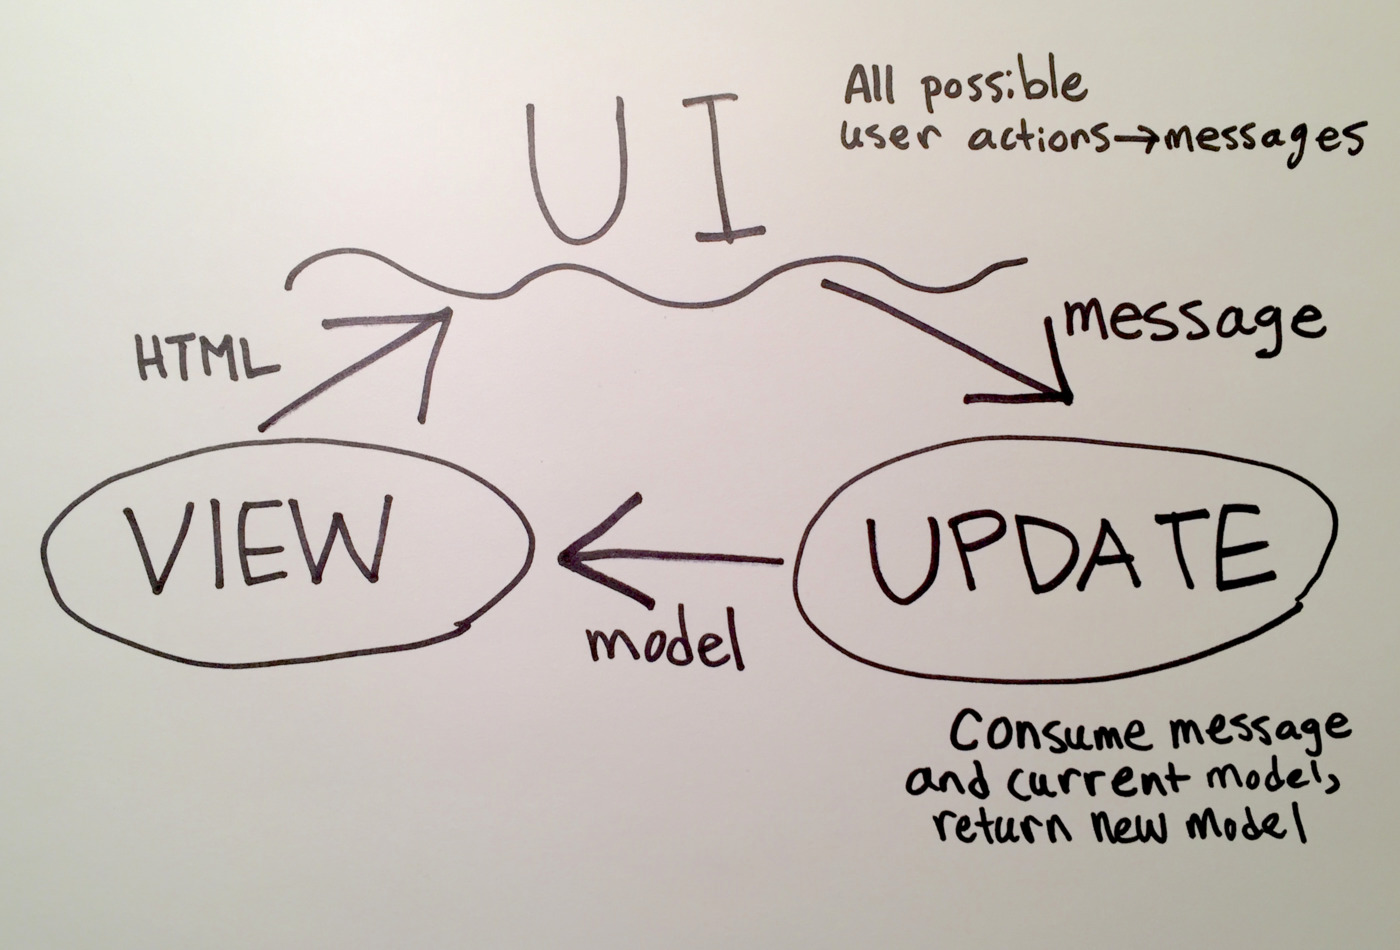 UI
All possible
user actions→messages
HTML
message
VIEW
UPDATE
model
Consume message
and current model,
return new model